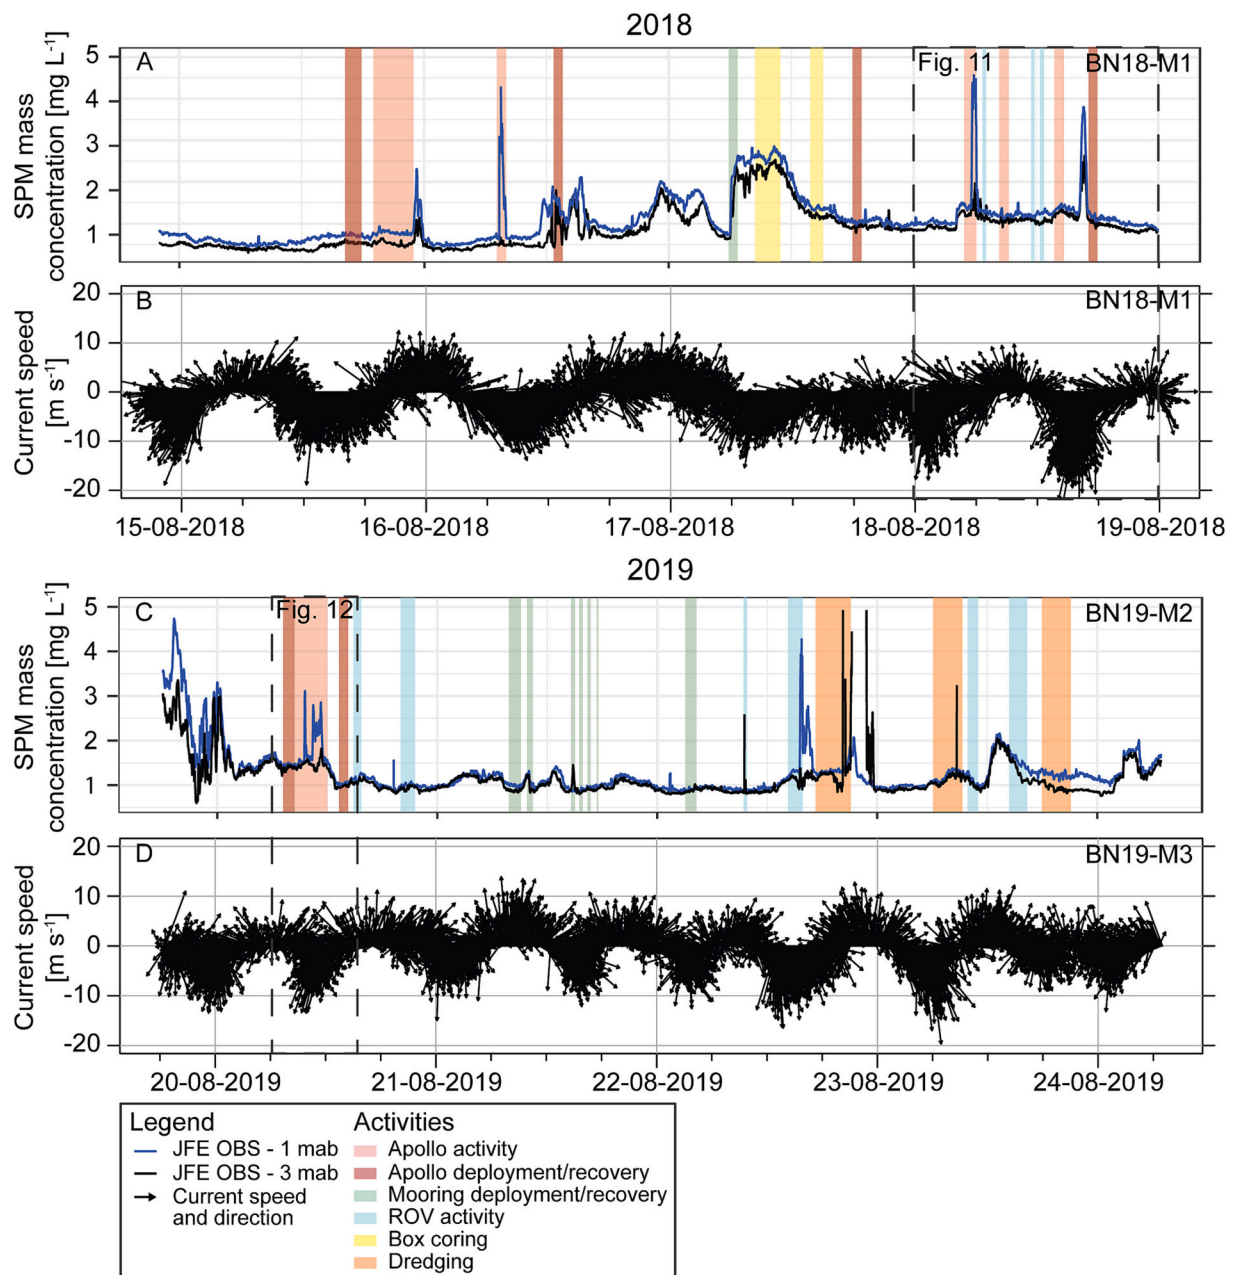 2018
A
Fig. 11
BN18-M1
SPM mass
concentration [mg L⁻¹]
5
4
3
2
1
B
BN18-M1
Current speed
[m s⁻¹]
20
10
0
-10
-20
15-08-2018
16-08-2018
17-08-2018
18-08-2018
19-08-2018
2019
C
Fig. 12
BN19-M2
SPM mass
concentration [mg L⁻¹]
5
4
3
2
1
D
BN19-M3
Current speed
[m s⁻¹]
20
10
0
-10
-20
20-08-2019
21-08-2019
22-08-2019
23-08-2019
24-08-2019
Legend
JFE OBS - 1 mab
JFE OBS - 3 mab
Current speed
and direction
Activities
Apollo activity
Apollo deployment/recovery
Mooring deployment/recovery
ROV activity
Box coring
Dredging